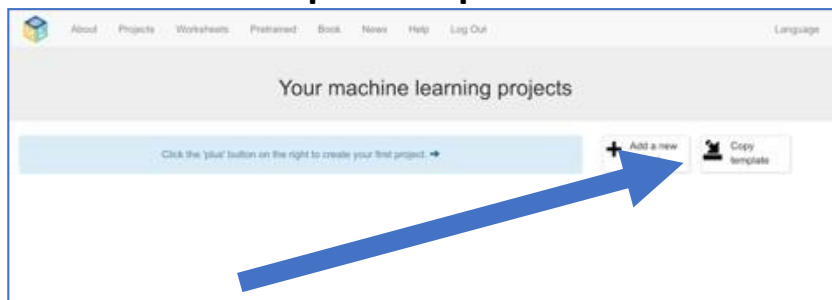 About Projects Worksheets Pretrained Book News Help Log Out Language
Your machine learning projects
Click the 'plus' button on the right to create your first project. ➔
Add a new
Copy
template